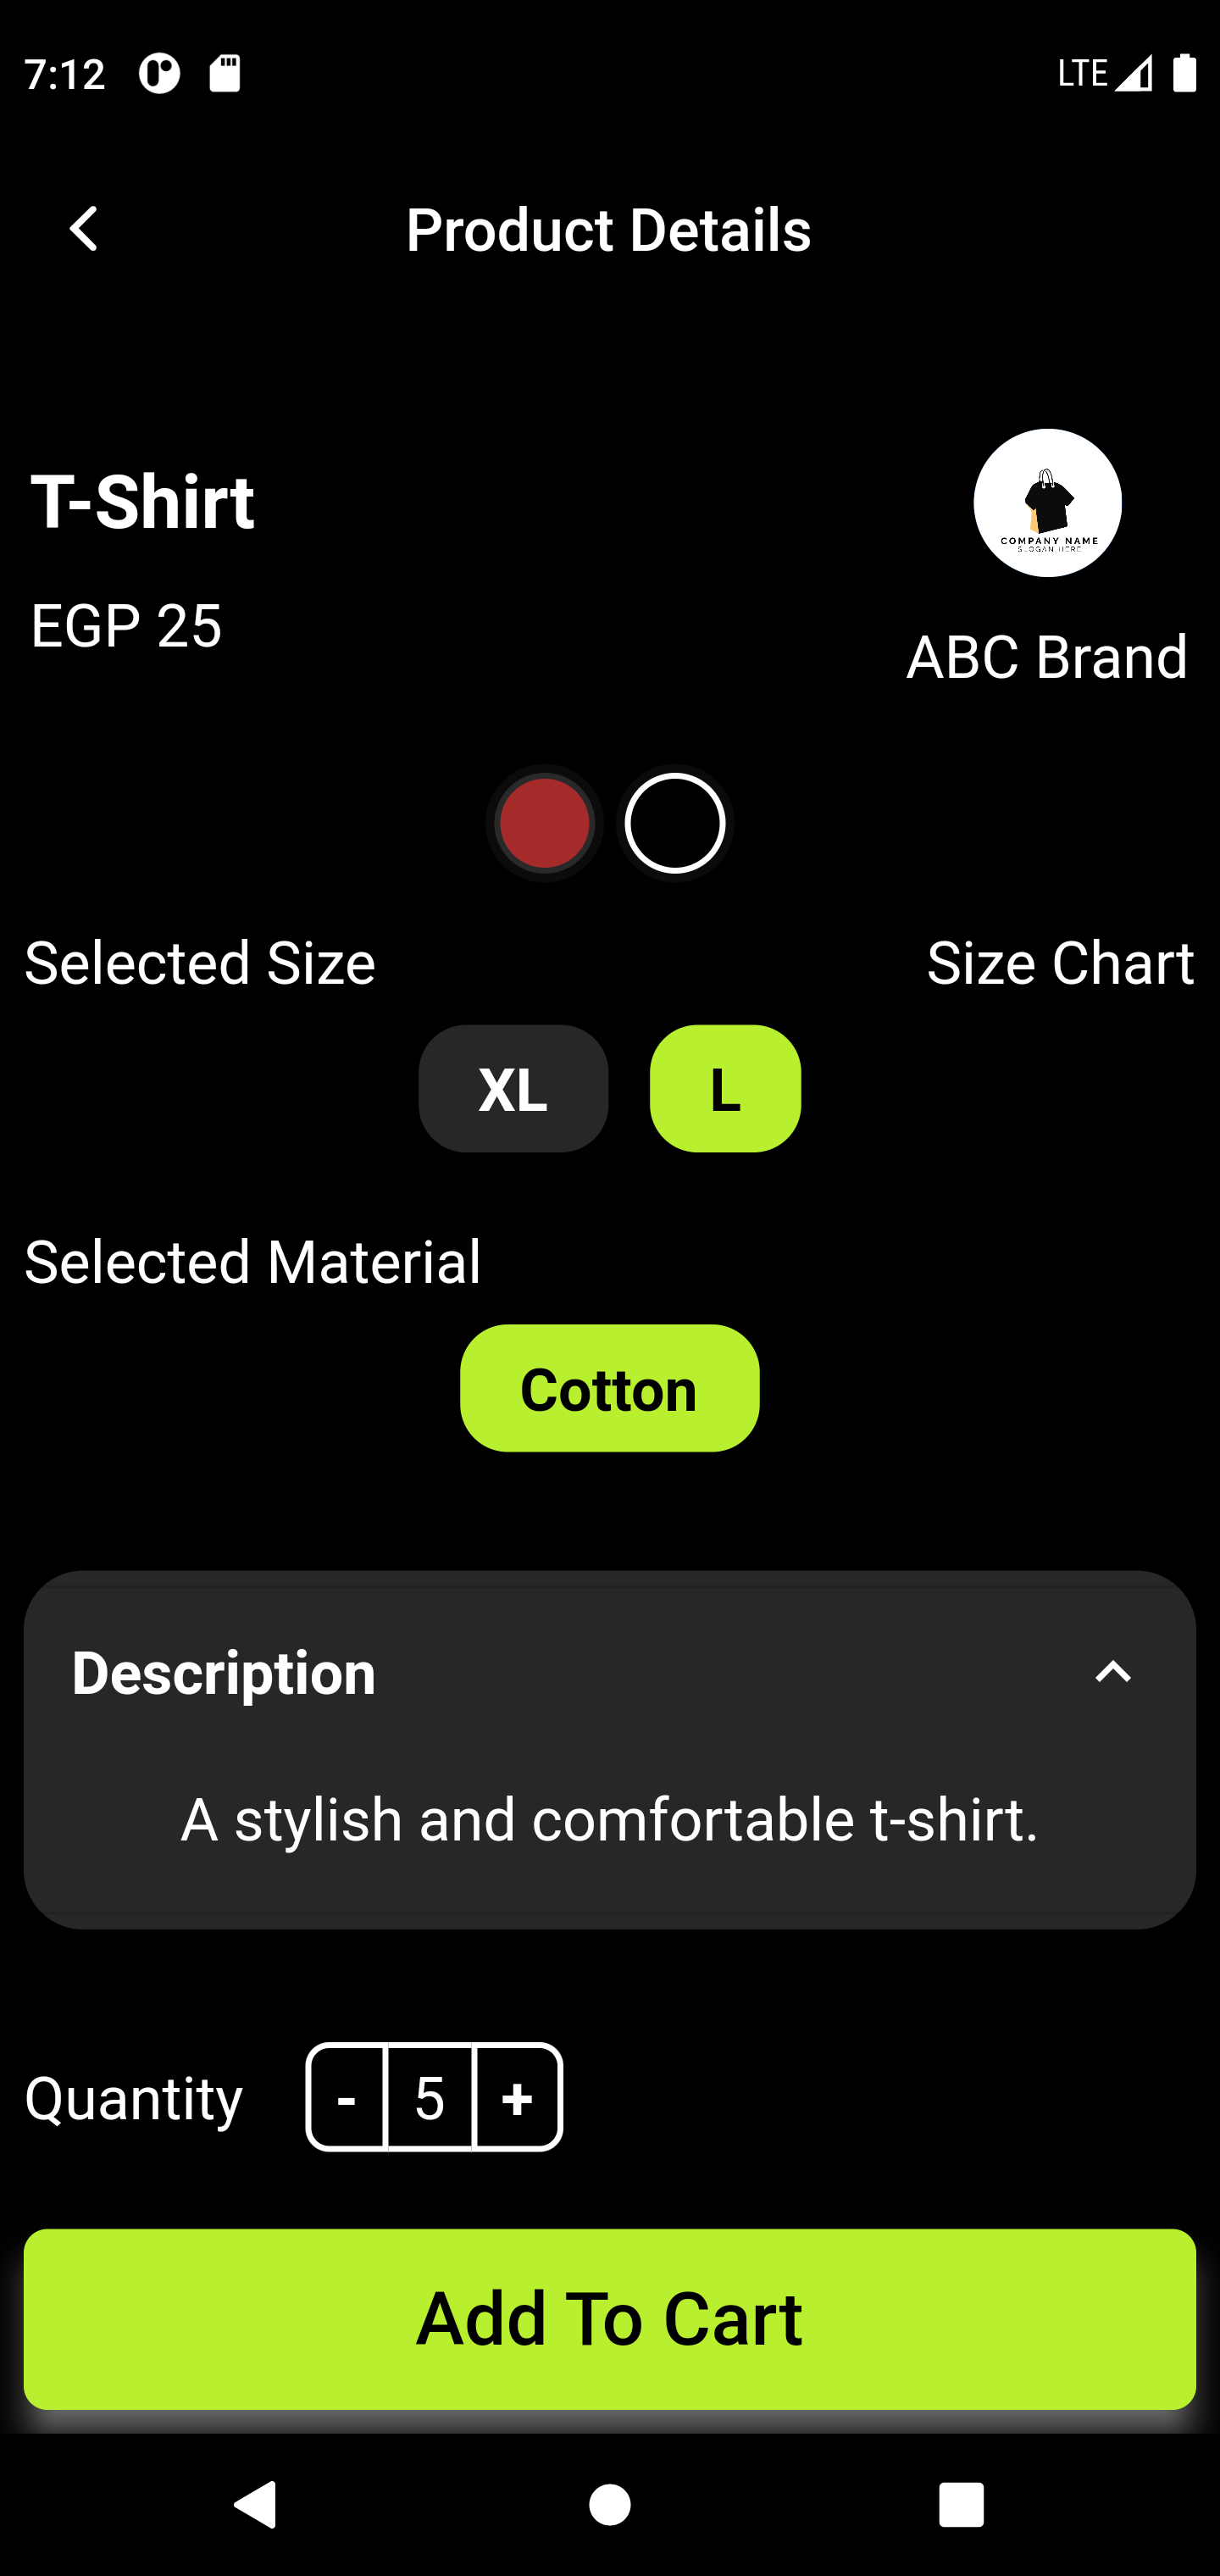 7:12 LTE
Product Details
T-Shirt
COMPANY NAME
SLOGAN HERE
EGP 25
ABC Brand
Selected Size Size Chart
XL L
Selected Material
Cotton
Description
A stylish and comfortable t-shirt.
Quantity - 5 +
Add To Cart